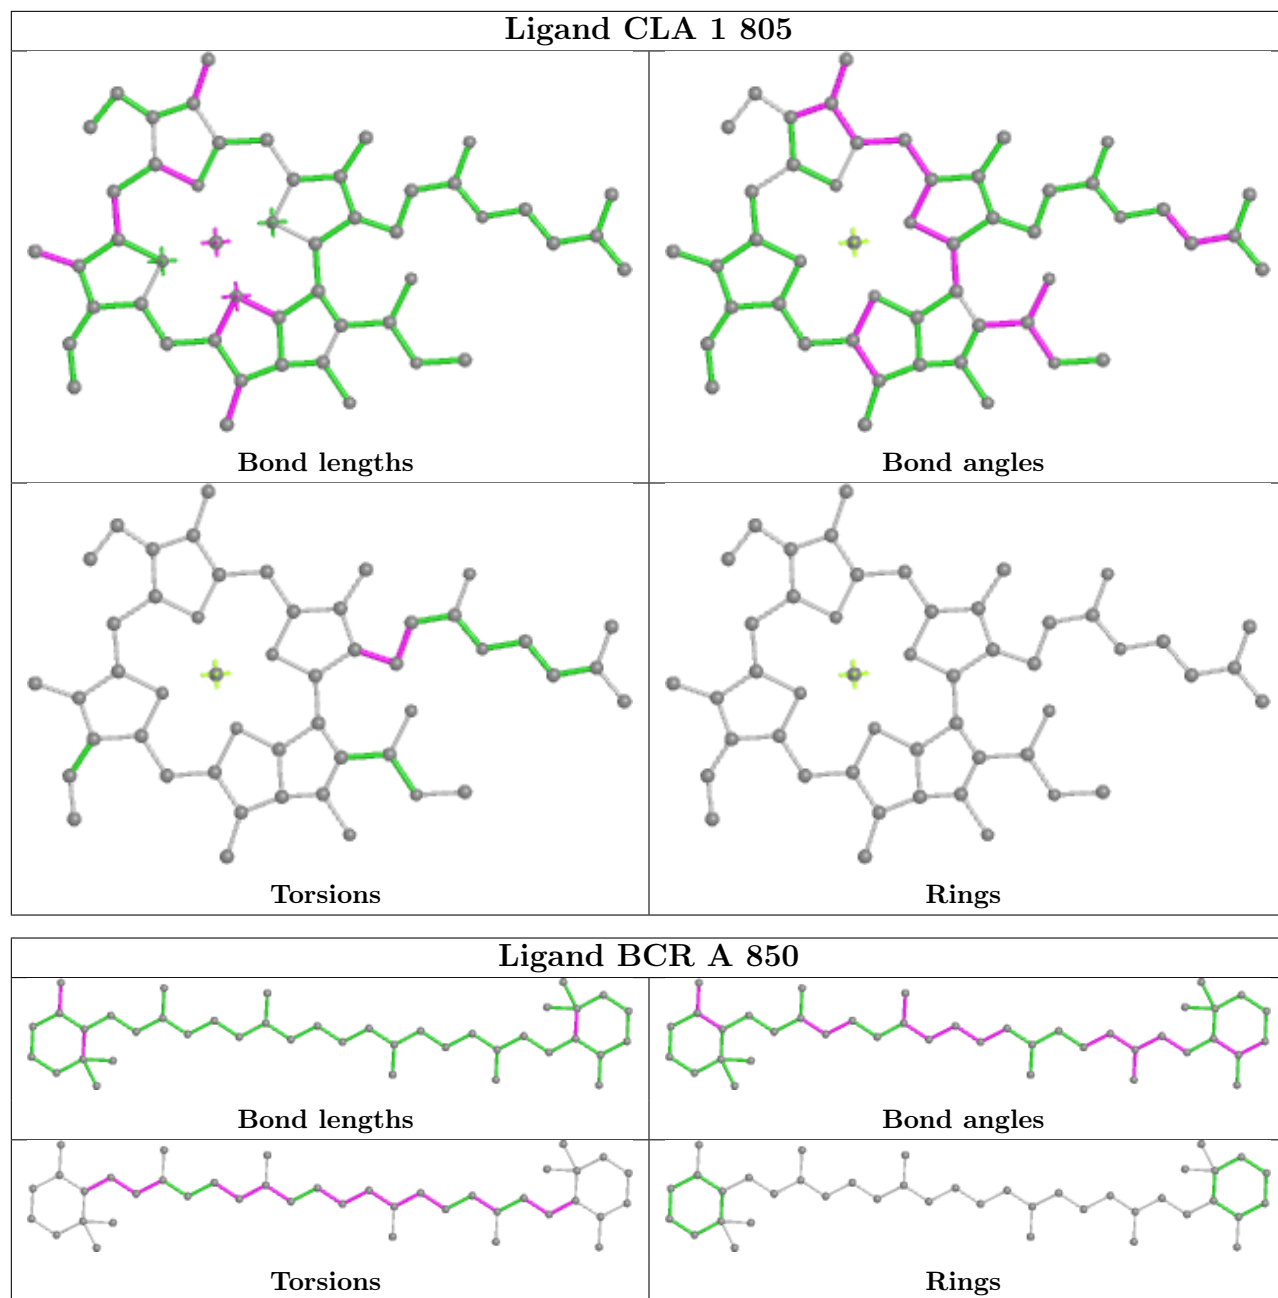 Ligand CLA 1 805
Bond lengths
Bond angles
Torsions
Rings
Ligand BCR A 850
Bond lengths
Bond angles
Torsions
Rings